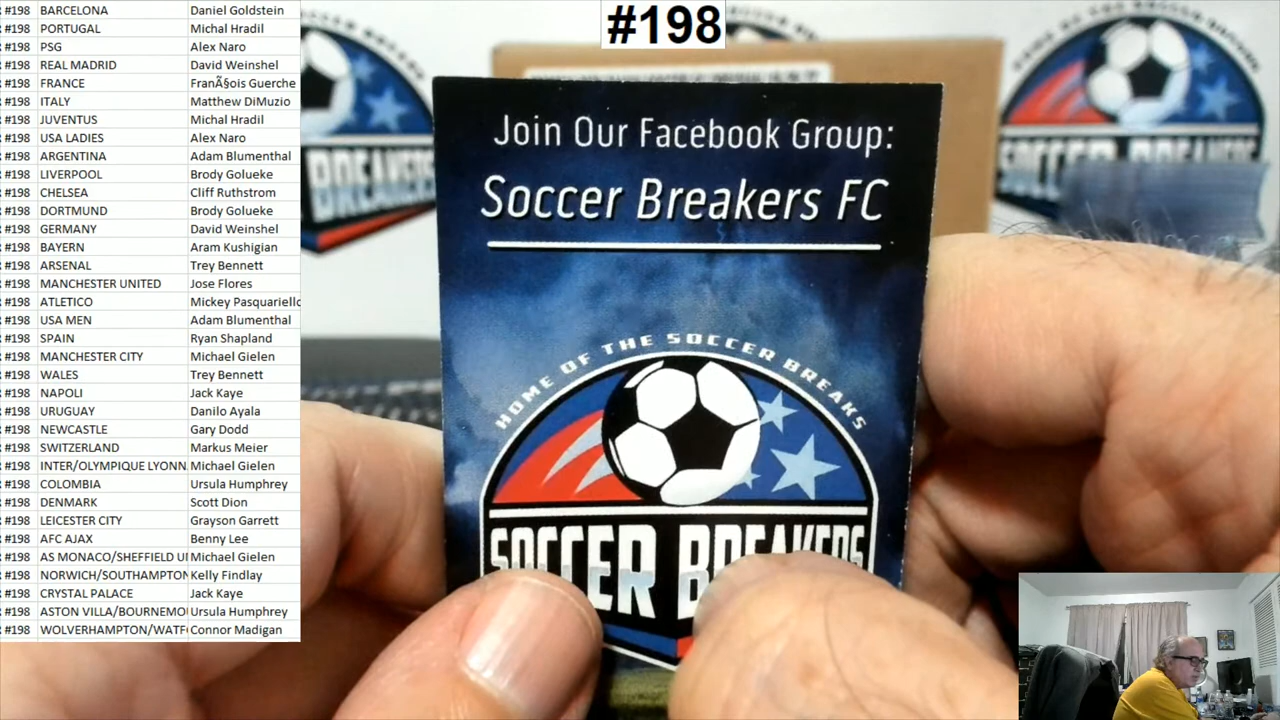 #198
#198 BARCELONA Daniel Goldstein
#198 PORTUGAL Michal Hradil
#198 PSG Alex Naro
#198 REAL MADRID David Weinshel
#198 FRANCE FranÃ§ois Guerche
#198 ITALY Matthew DiMuzio
#198 JUVENTUS Michal Hradil
#198 USA LADIES Alex Naro
#198 ARGENTINA Adam Blumenthal
#198 LIVERPOOL Brody Golueke
#198 CHELSEA Cliff Ruthstrom
#198 DORTMUND Brody Golueke
#198 GERMANY David Weinshel
#198 BAYERN Aram Kushigian
#198 ARSENAL Trey Bennett
#198 MANCHESTER UNITED Jose Flores
#198 ATLETICO Mickey Pasquariello
#198 USA MEN Adam Blumenthal
#198 SPAIN Ryan Shapland
#198 MANCHESTER CITY Michael Gielen
#198 WALES Trey Bennett
#198 NAPOLI Jack Kaye
#198 URUGUAY Danilo Ayala
#198 NEWCASTLE Gary Dodd
#198 SWITZERLAND Markus Meier
#198 INTER/OLYMPIQUE LYONN Michael Gielen
#198 COLOMBIA Ursula Humphrey
#198 DENMARK Scott Dion
#198 LEICESTER CITY Grayson Garrett
#198 AFC AJAX Benny Lee
#198 AS MONACO/SHEFFIELD UI Michael Gielen
#198 NORWICH/SOUTHAMPTON Kelly Findlay
#198 CRYSTAL PALACE Jack Kaye
#198 ASTON VILLA/BOURNEMOU Ursula Humphrey
#198 WOLVERHAMPTON/WATF Connor Madigan
Join Our Facebook Group:
Soccer Breakers FC
HOME OF THE SOCCER BREAKS
SOCCER BREAKERS
BREAKERS
SOCCER BREAKERS